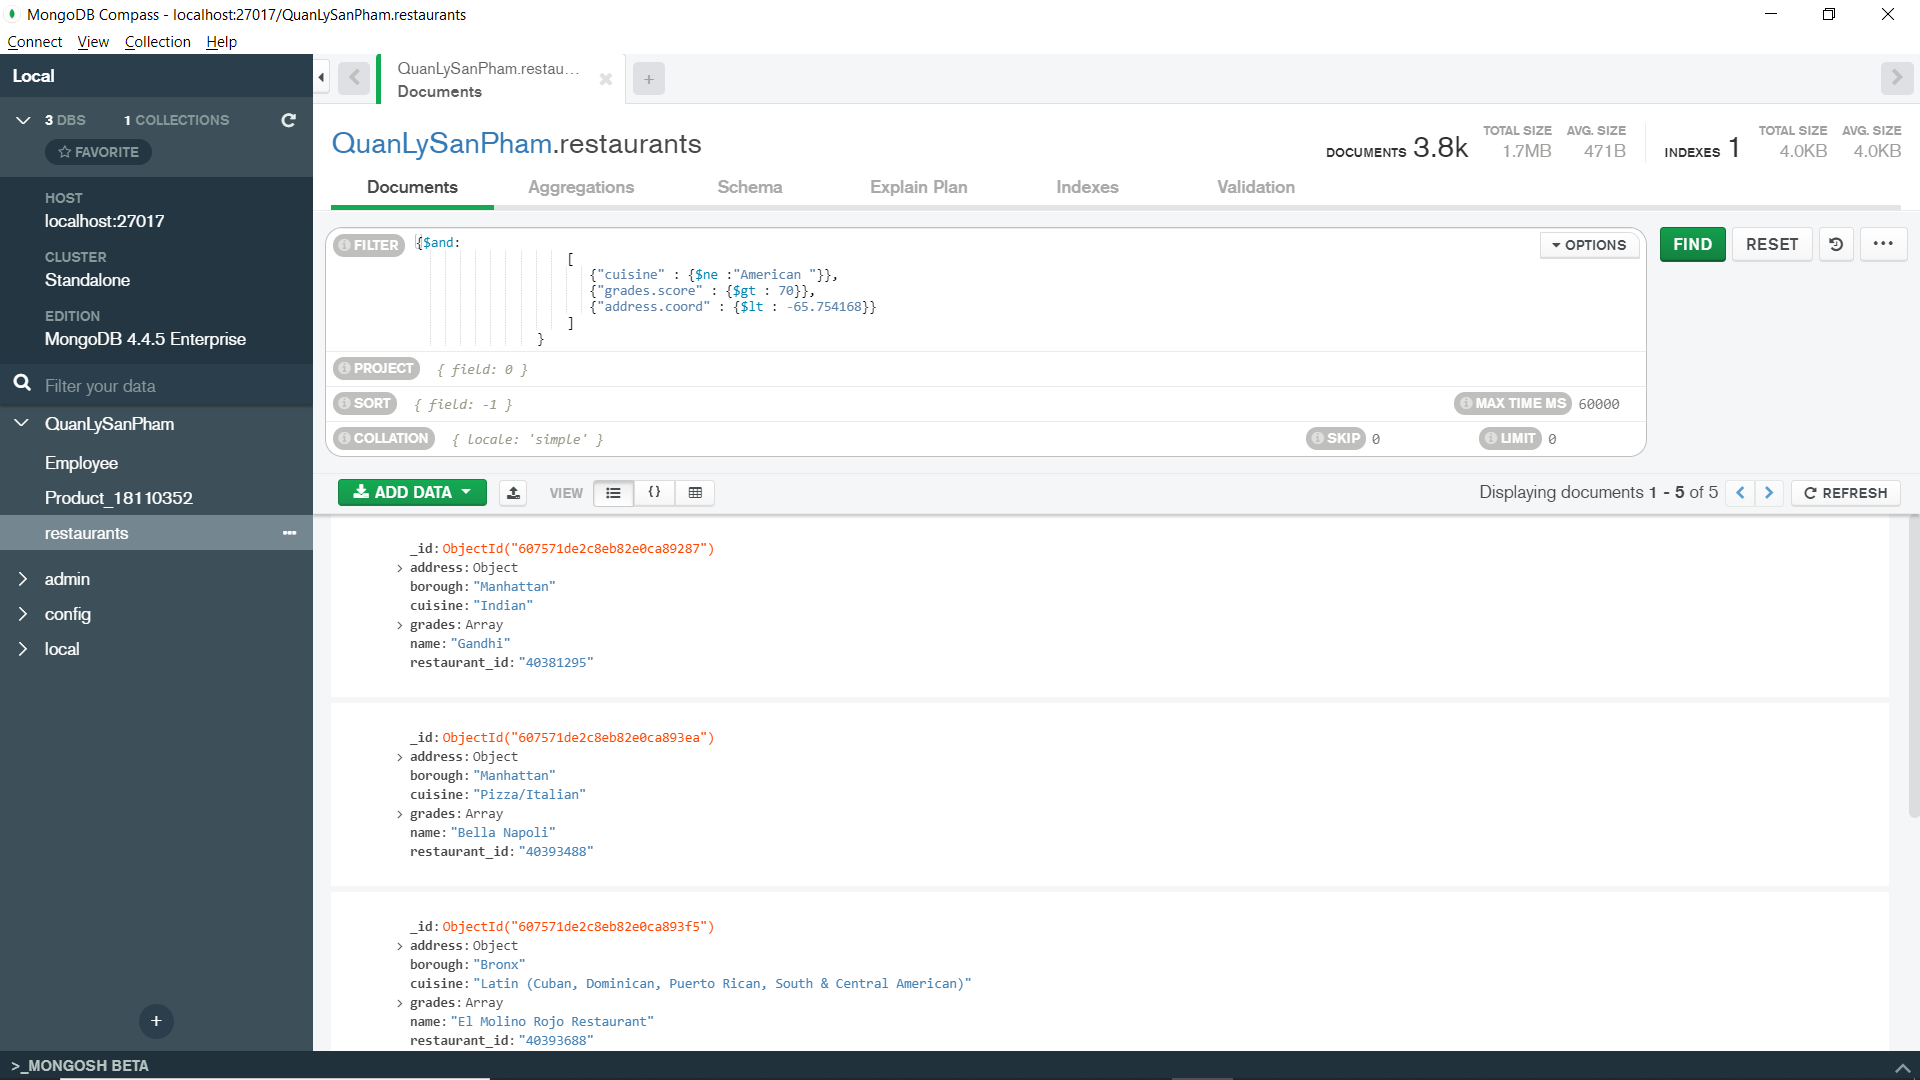 MongoDB Compass - localhost:27017/QuanLySanPham.restaurants
Connect View Collection Help
Local
3 DBS 1 COLLECTIONS
FAVORITE
HOST
localhost:27017
CLUSTER
Standalone
EDITION
MongoDB 4.4.5 Enterprise
Filter your data
QuanLySanPham
Employee
Product_18110352
restaurants
admin
config
local
QuanLySanPham.restau...
Documents
QuanLySanPham.restaurants
DOCUMENTS 3.8k
TOTAL SIZE
1.7MB
AVG. SIZE
471B
INDEXES 1
TOTAL SIZE
4.0KB
AVG. SIZE
4.0KB
Documents Aggregations Schema Explain Plan Indexes Validation
FILTER
{$and:
[
{"cuisine" : {$ne :"American "}},
{"grades.score" : {$gt : 70}},
{"address.coord" : {$lt : -65.754168}}
]
}
OPTIONS
FIND
RESET
PROJECT { field: 0 }
SORT { field: -1 }
MAX TIME MS 60000
COLLATION { locale: 'simple' }
SKIP 0
LIMIT 0
ADD DATA
VIEW
{}
Displaying documents 1 - 5 of 5
REFRESH
_id: ObjectId("607571de2c8eb82e0ca89287")
address: Object
borough: "Manhattan"
cuisine: "Indian"
grades: Array
name: "Gandhi"
restaurant_id: "40381295"
_id: ObjectId("607571de2c8eb82e0ca893ea")
address: Object
borough: "Manhattan"
cuisine: "Pizza/Italian"
grades: Array
name: "Bella Napoli"
restaurant_id: "40393488"
_id: ObjectId("607571de2c8eb82e0ca893f5")
address: Object
borough: "Bronx"
cuisine: "Latin (Cuban, Dominican, Puerto Rican, South & Central American)"
grades: Array
name: "El Molino Rojo Restaurant"
restaurant_id: "40393688"
>_MONGOSH BETA